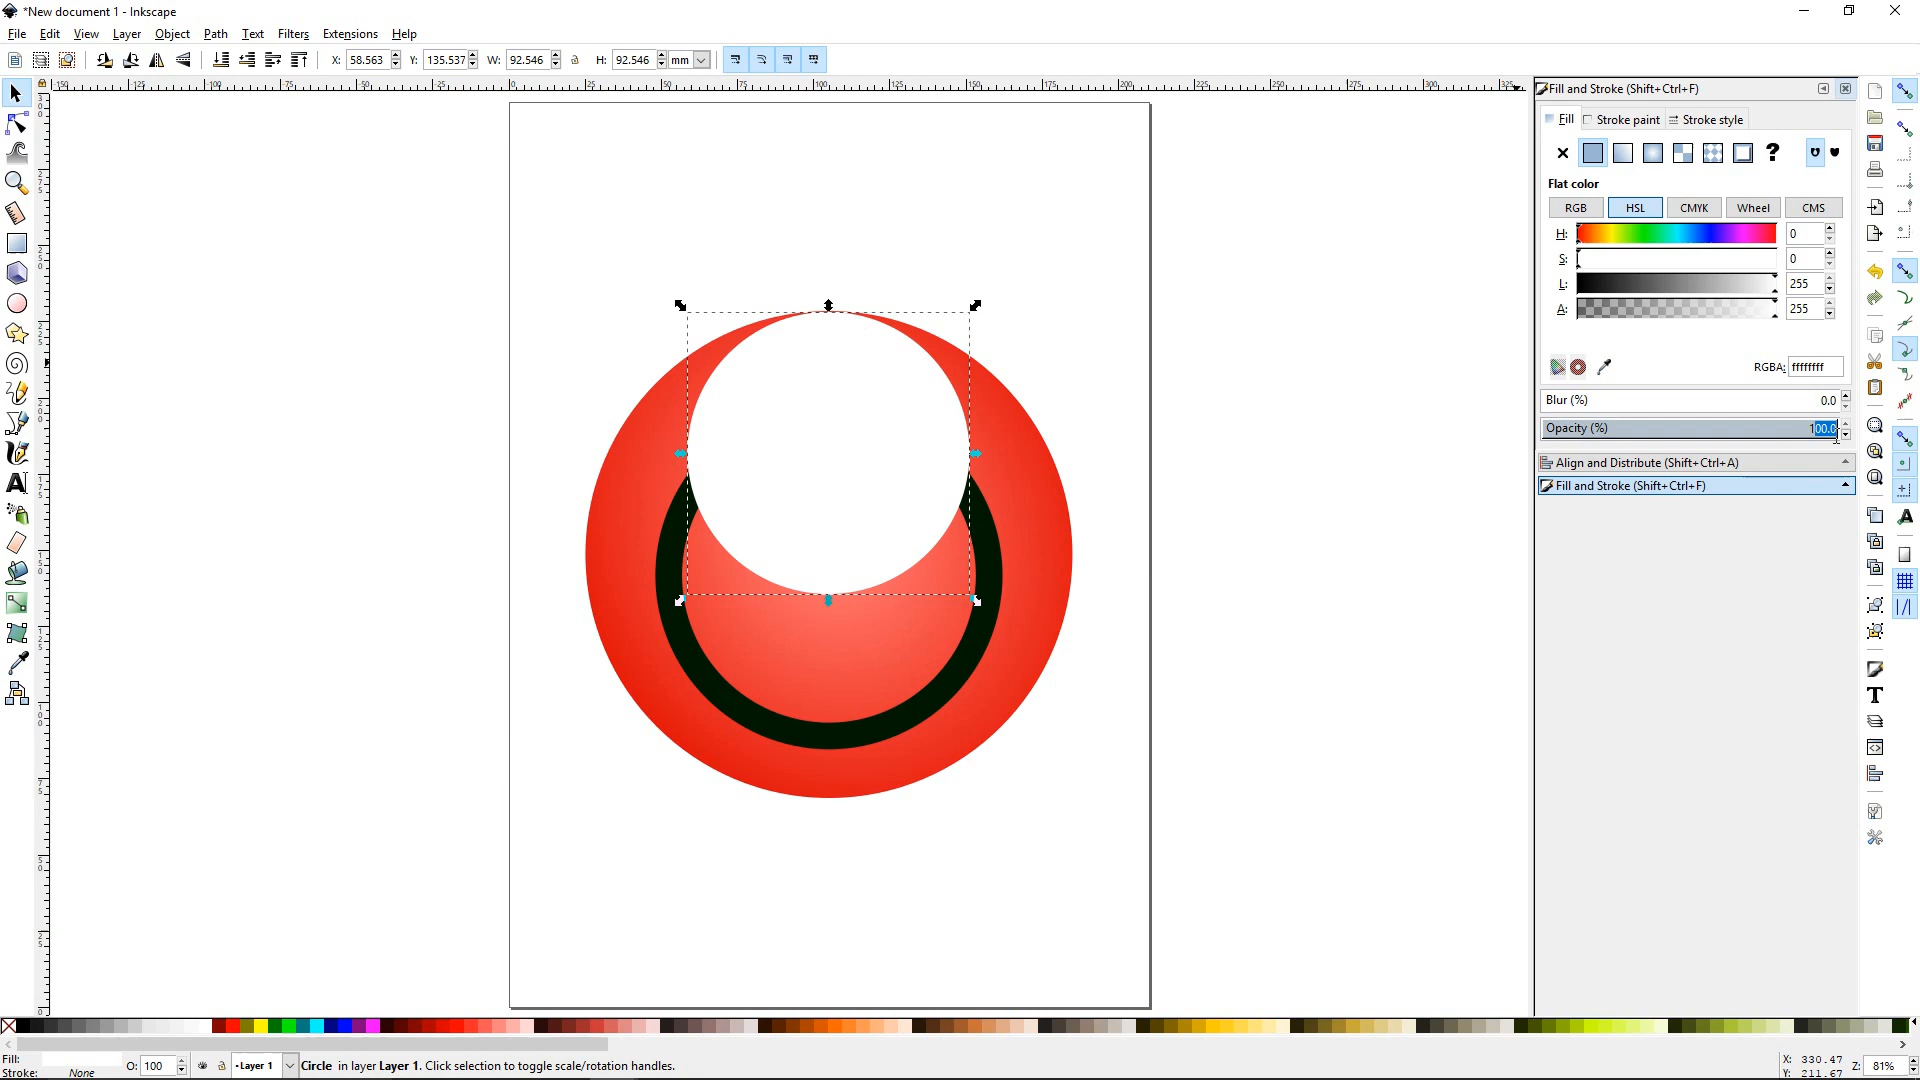 *New document 1 - Inkscape
File Edit View Layer Object Path Text Filters Extensions Help
X: 58.563 Y: 135.537 W: 92.546 H: 92.546 mm
Fill and Stroke (Shift+Ctrl+F)
Fill Stroke paint Stroke style
Flat color
RGB HSL CMYK Wheel CMS
H: 0
S: 0
L: 255
A: 255
RGBA: ffffffff
Blur (%) 0.0
Opacity (%) 100.0
Align and Distribute (Shift+Ctrl+A)
Fill and Stroke (Shift+Ctrl+F)
Fill:
Stroke: None
O: 100
•Layer 1
Circle in layer Layer 1. Click selection to toggle scale/rotation handles.
X: 330.47
Y: 211.67
Z: 81%